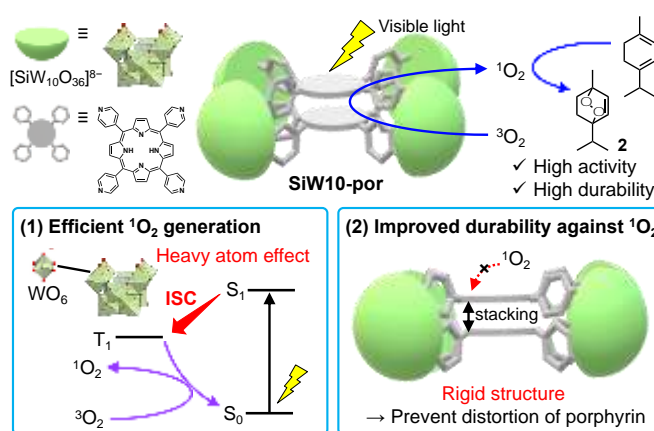 ≡
[SiW₁₀O₃₆]⁸⁻
≡
N
N
N
NH
N
HN
N
N
N
Visible light
SiW10-por
¹O₂
³O₂
O
O
2
✓ High activity
✓ High durability
(1) Efficient ¹O₂ generation
WO₆
Heavy atom effect
ISC
S₁
T₁
¹O₂
³O₂
S₀
(2) Improved durability against ¹O₂
¹O₂
stacking
Rigid structure
→ Prevent distortion of porphyrin